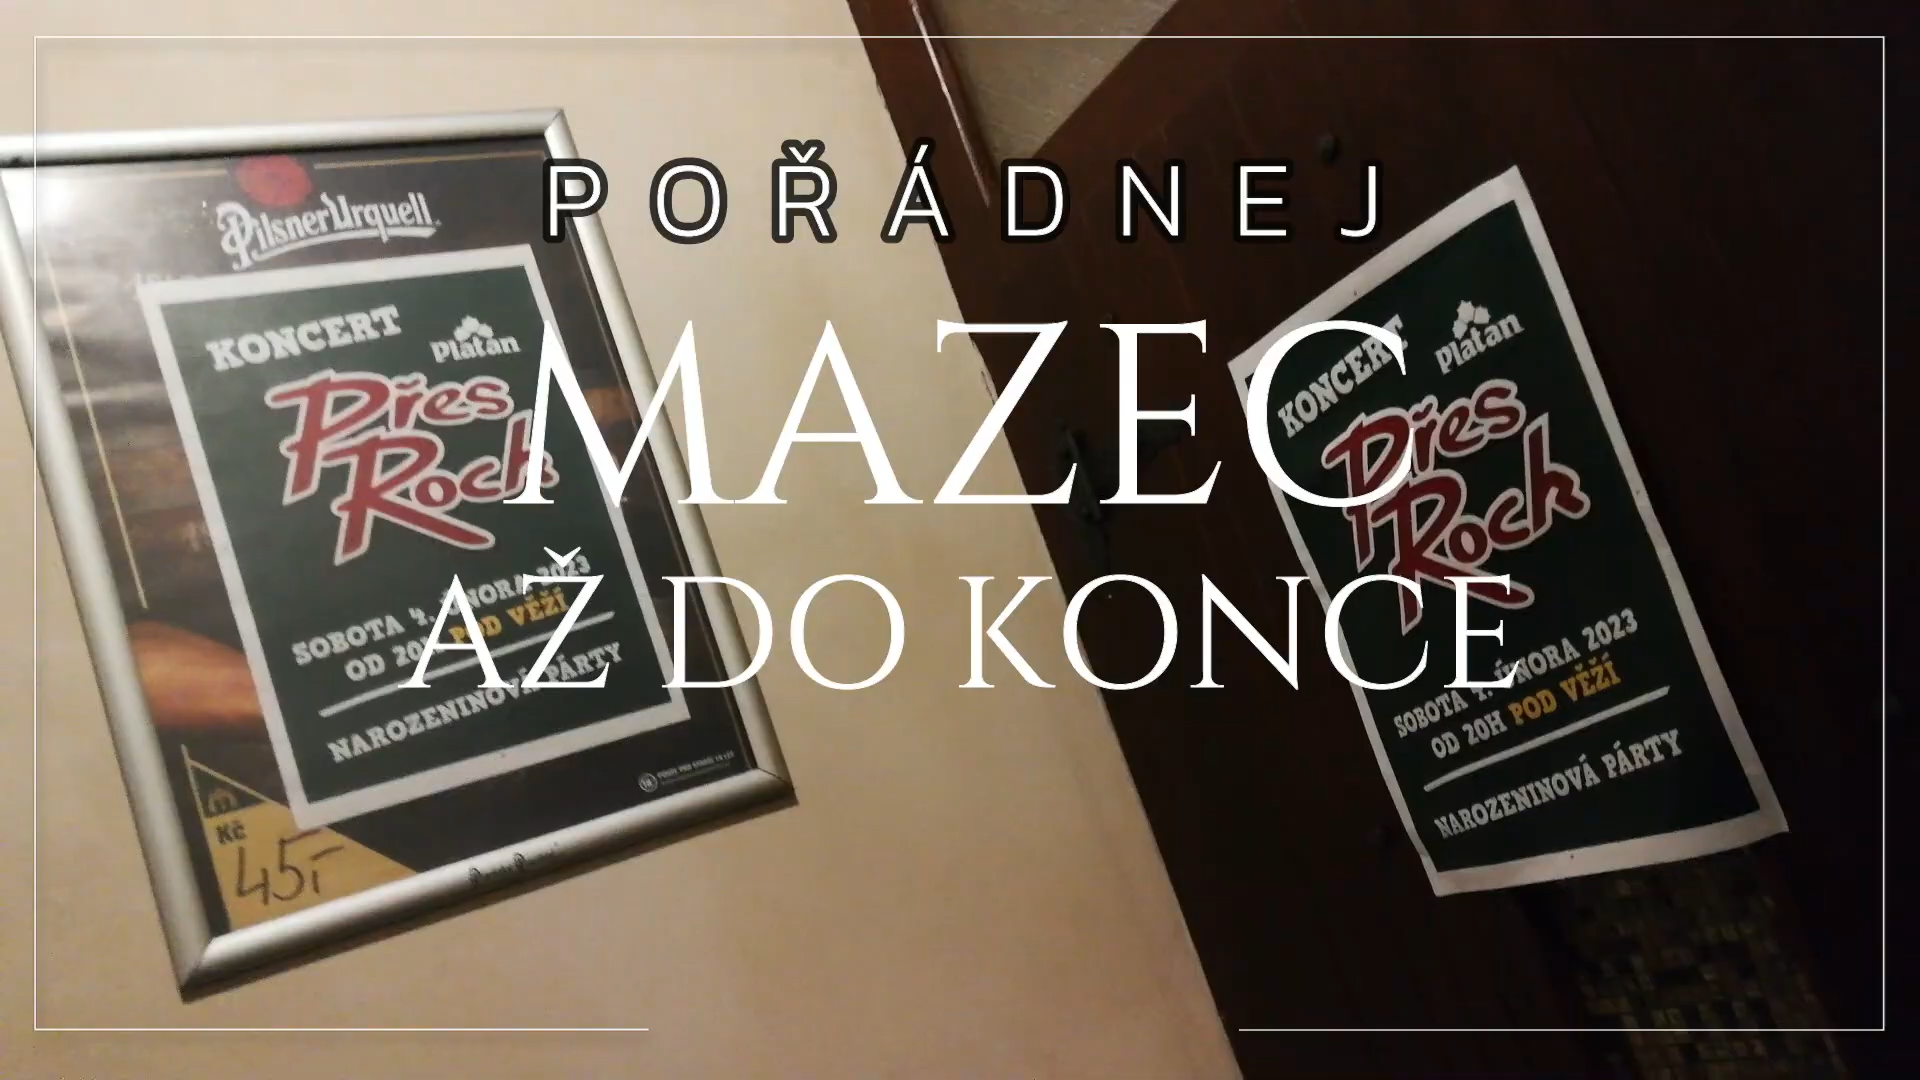 POŘÁDNEJ
MAZEC
AŽ DO KONCE
Pilsner Urquell
KONCERT
Platan
Přes
Rock
SOBOTA 4. ÚNORA 2023
OD 20H POD VĚŽÍ
NAROZENINOVÁ PÁRTY
Kč
45,-
KONCERT
Platan
Přes
Rock
SOBOTA 4. ÚNORA 2023
OD 20H POD VĚŽÍ
NAROZENINOVÁ PÁRTY